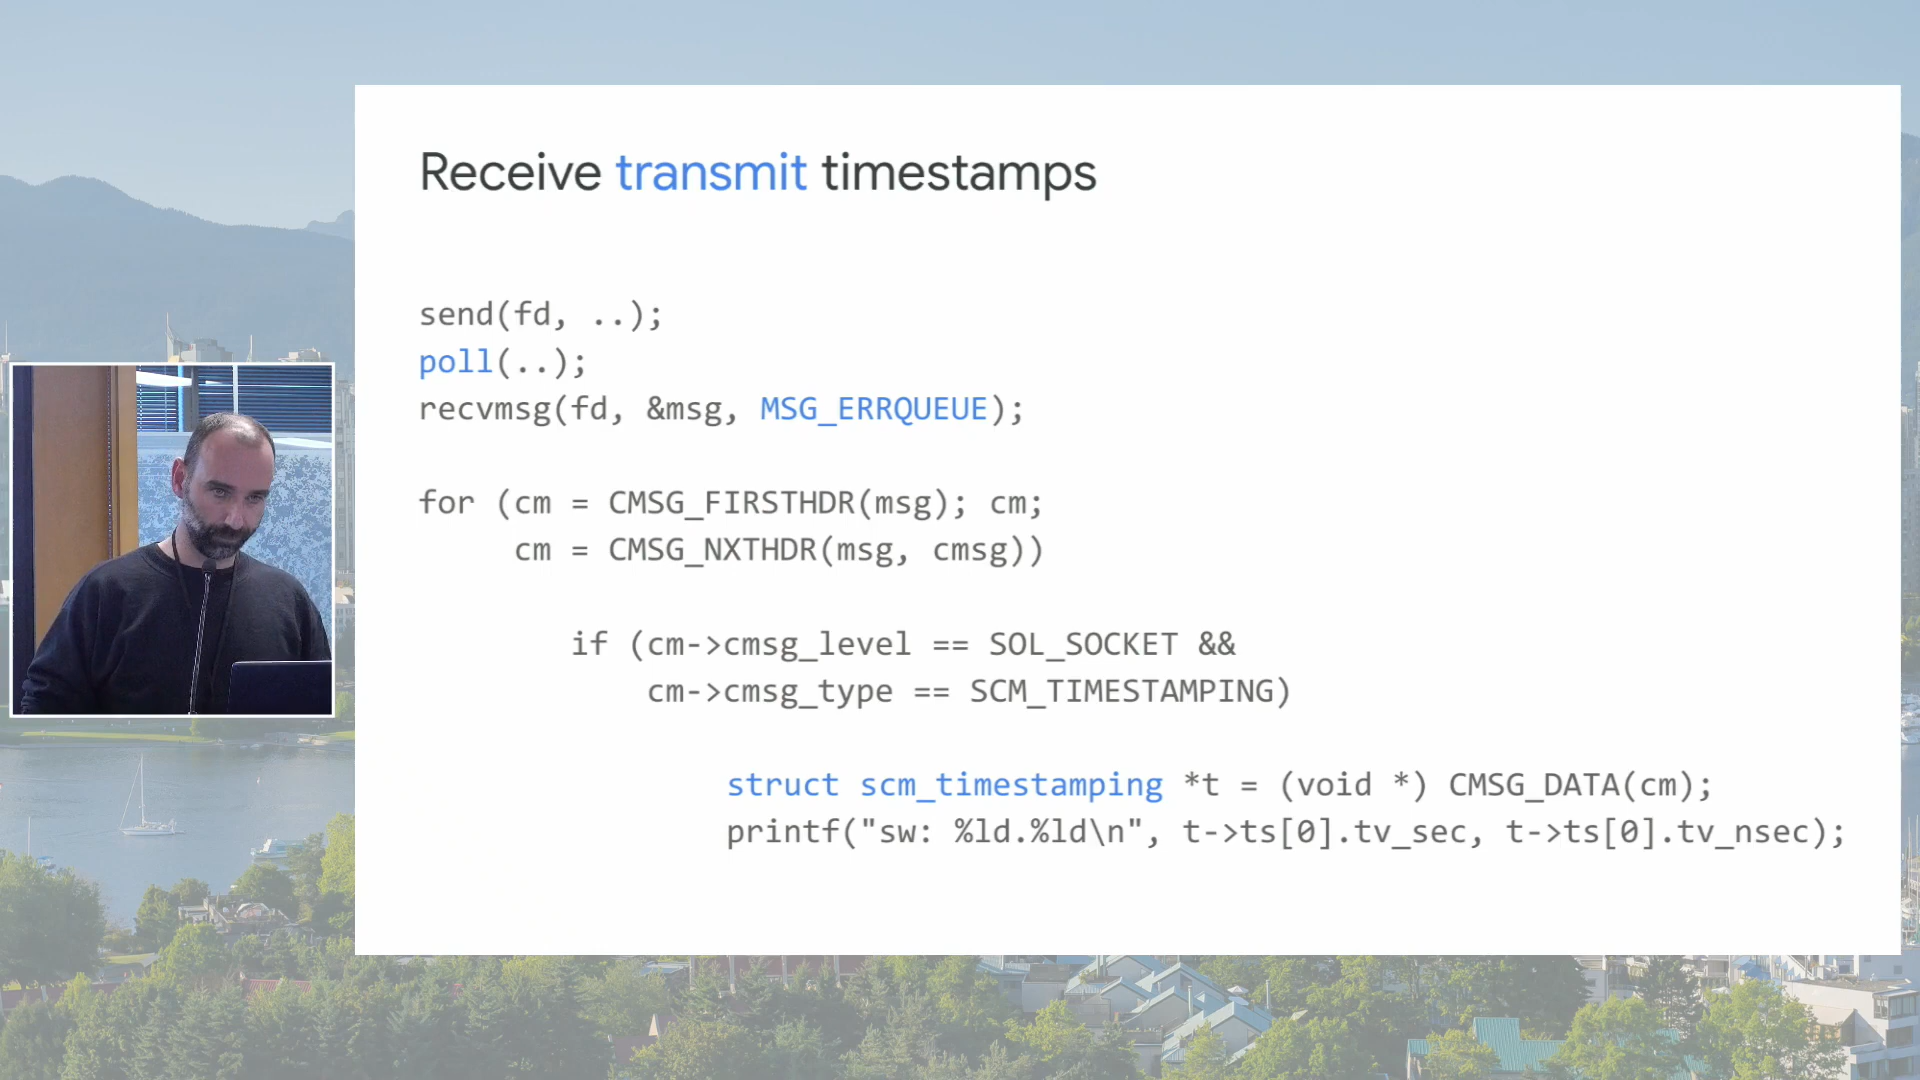 Receive transmit timestamps
send(fd, ..);
poll(..);
recvmsg(fd, &msg, MSG_ERRQUEUE);
for (cm = CMSG_FIRSTHDR(msg); cm;
cm = CMSG_NXTHDR(msg, cmsg))
if (cm->cmsg_level == SOL_SOCKET &&
cm->cmsg_type == SCM_TIMESTAMPING)
struct scm_timestamping *t = (void *) CMSG_DATA(cm);
printf("sw: %ld.%ld\n", t->ts[0].tv_sec, t->ts[0].tv_nsec);